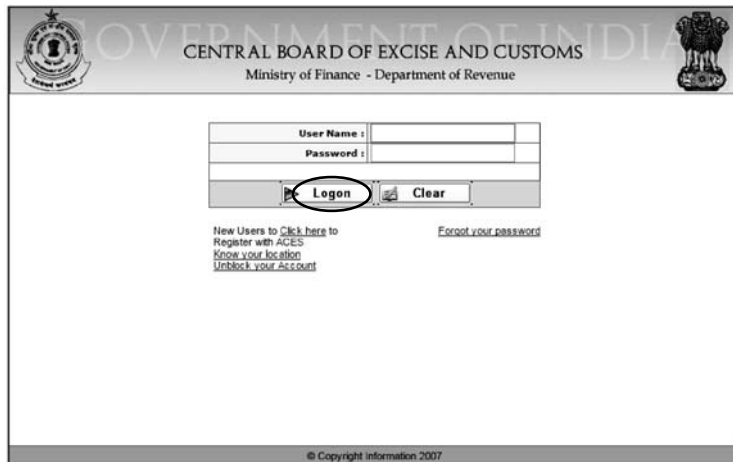 GOVERNMENT OF INDIA
CENTRAL BOARD OF EXCISE AND CUSTOMS
Ministry of Finance - Department of Revenue
User Name :
Password :
Logon Clear
New Users to Click here to Forgot your password
Register with ACES
Know your location
Unblock your Account
© Copyright Information 2007